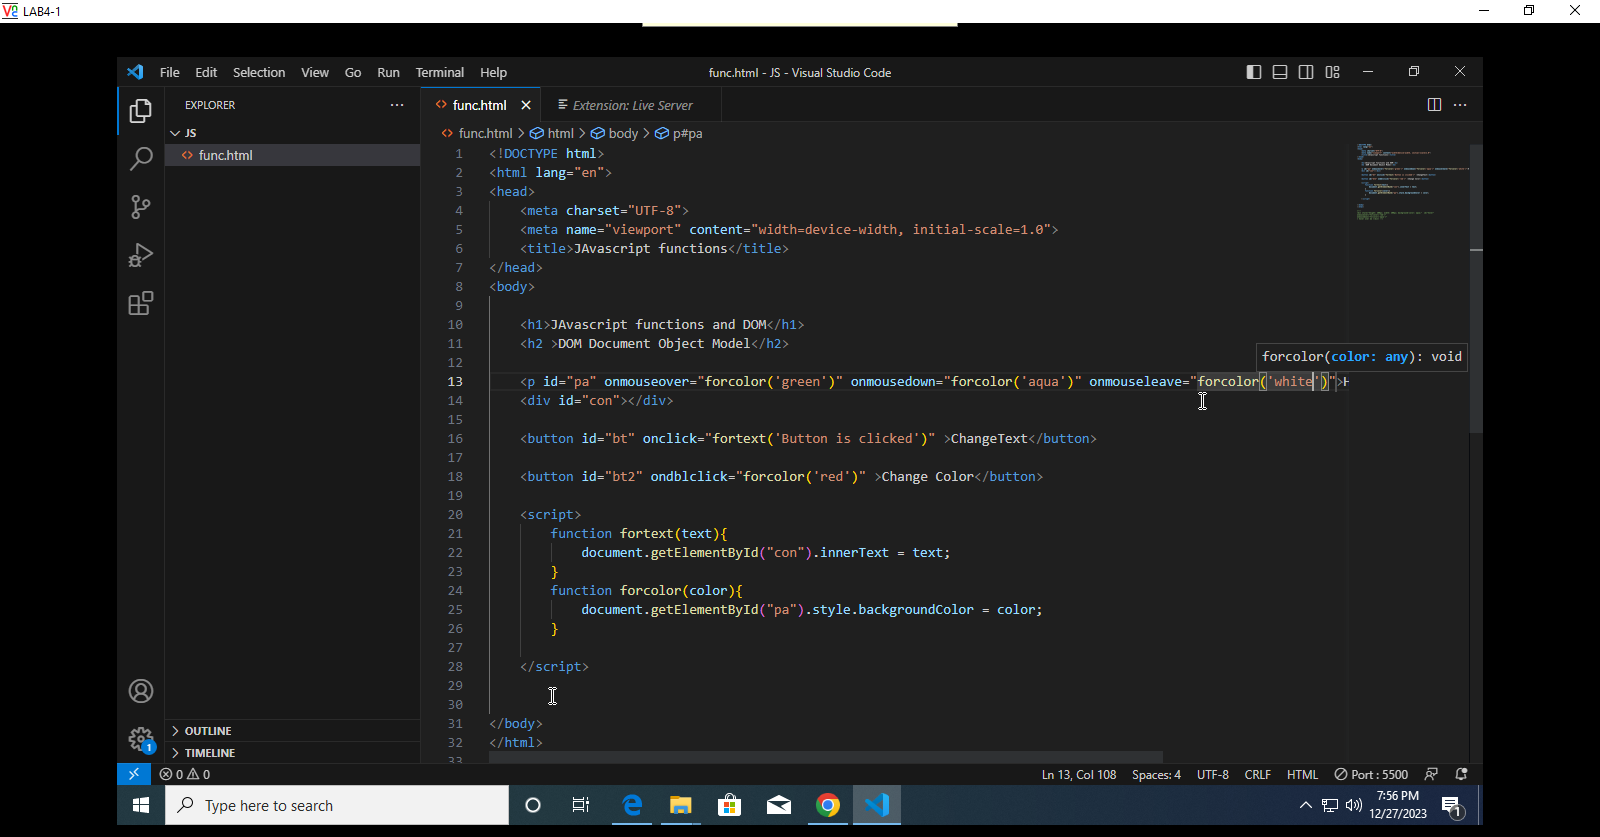 LAB4-1
File Edit Selection View Go Run Terminal Help
func.html - JS - Visual Studio Code
EXPLORER
func.html
Extension: Live Server
JS
func.html
func.html > html > body > p#pa
1 <!DOCTYPE html>
2 <html lang="en">
3 <head>
4 <meta charset="UTF-8">
5 <meta name="viewport" content="width=device-width, initial-scale=1.0">
6 <title>JAvascript functions</title>
7 </head>
8 <body>
9
10 <h1>JAvascript functions and DOM</h1>
11 <h2 >DOM Document Object Model</h2>
12
forcolor(color: any): void
13 <p id="pa" onmouseover="forcolor('green')" onmousedown="forcolor('aqua')" onmouseleave="forcolor('white')">H
14 <div id="con"></div>
15
16 <button id="bt" onclick="fortext('Button is clicked')" >ChangeText</button>
17
18 <button id="bt2" ondblclick="forcolor('red')" >Change Color</button>
19
20 <script>
21 function fortext(text){
22 document.getElementById("con").innerText = text;
23 }
24 function forcolor(color){
25 document.getElementById("pa").style.backgroundColor = color;
26 }
27
28 </script>
29
30
31 </body>
32 </html>
33
OUTLINE
TIMELINE
1
0 0
Ln 13, Col 108 Spaces: 4 UTF-8 CRLF HTML Port : 5500
Type here to search
7:56 PM
12/27/2023
1